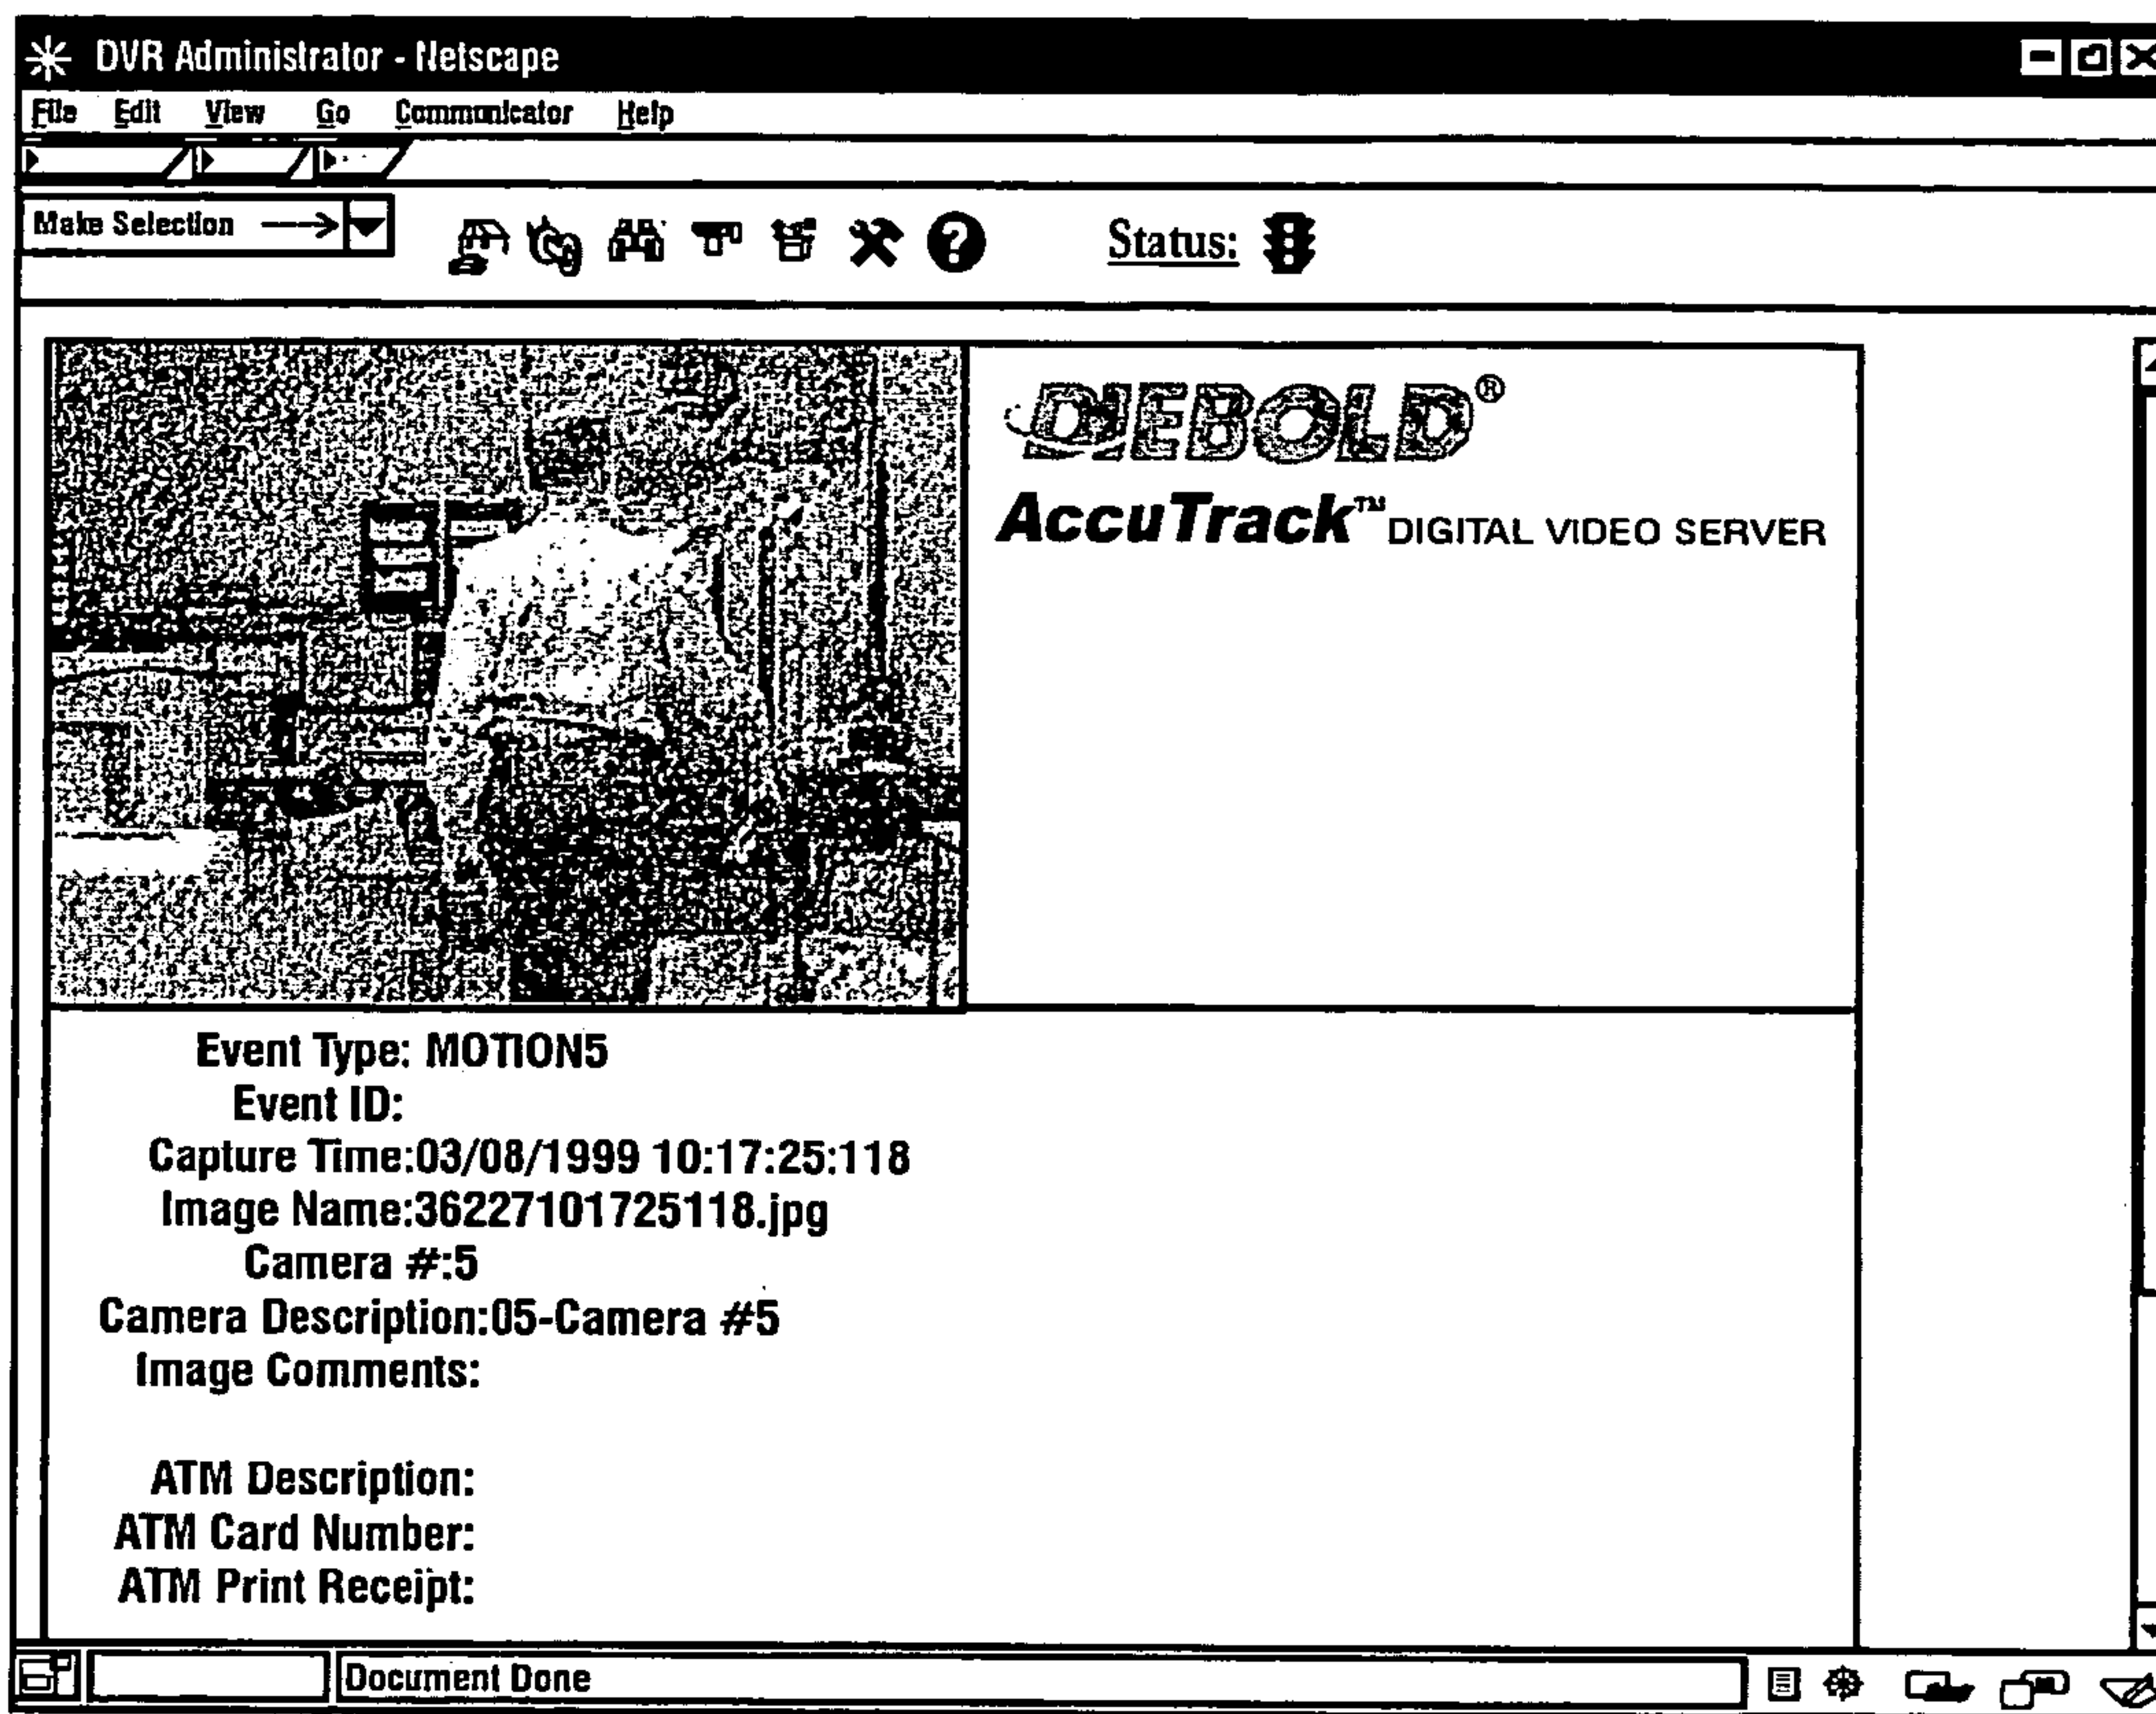 DVR Administrator - Netscape
File Edit View Go Communicator Help
Make Selection
Status:
DIEBOLD®
AccuTrack™ DIGITAL VIDEO SERVER
Event Type: MOTION5
Event ID:
Capture Time:03/08/1999 10:17:25:118
Image Name:36227101725118.jpg
Camera #:5
Camera Description:05-Camera #5
Image Comments:
ATM Description:
ATM Card Number:
ATM Print Receipt:
Document Done